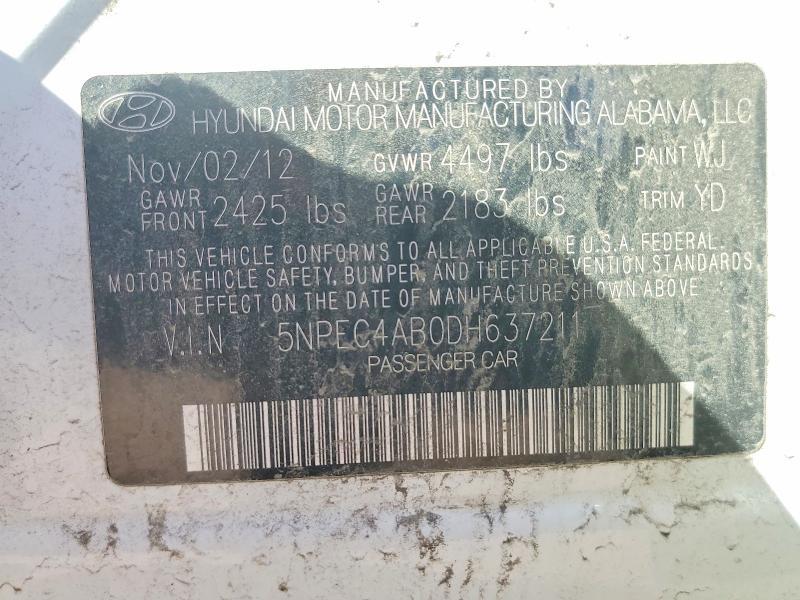 MANUFACTURED BY
HYUNDAI MOTOR MANUFACTURING ALABAMA, LLC
Nov/02/12 GVWR 4497 lbs PAINT WJ
GAWR FRONT 2425 lbs GAWR REAR 2183 lbs TRIM YD
THIS VEHICLE CONFORMS TO ALL APPLICABLE U.S.A. FEDERAL
MOTOR VEHICLE SAFETY, BUMPER, AND THEFT PREVENTION STANDARDS
IN EFFECT ON THE DATE OF MANUFACTURE SHOWN ABOVE
V.I.N 5NPEC4AB0DH637211
PASSENGER CAR